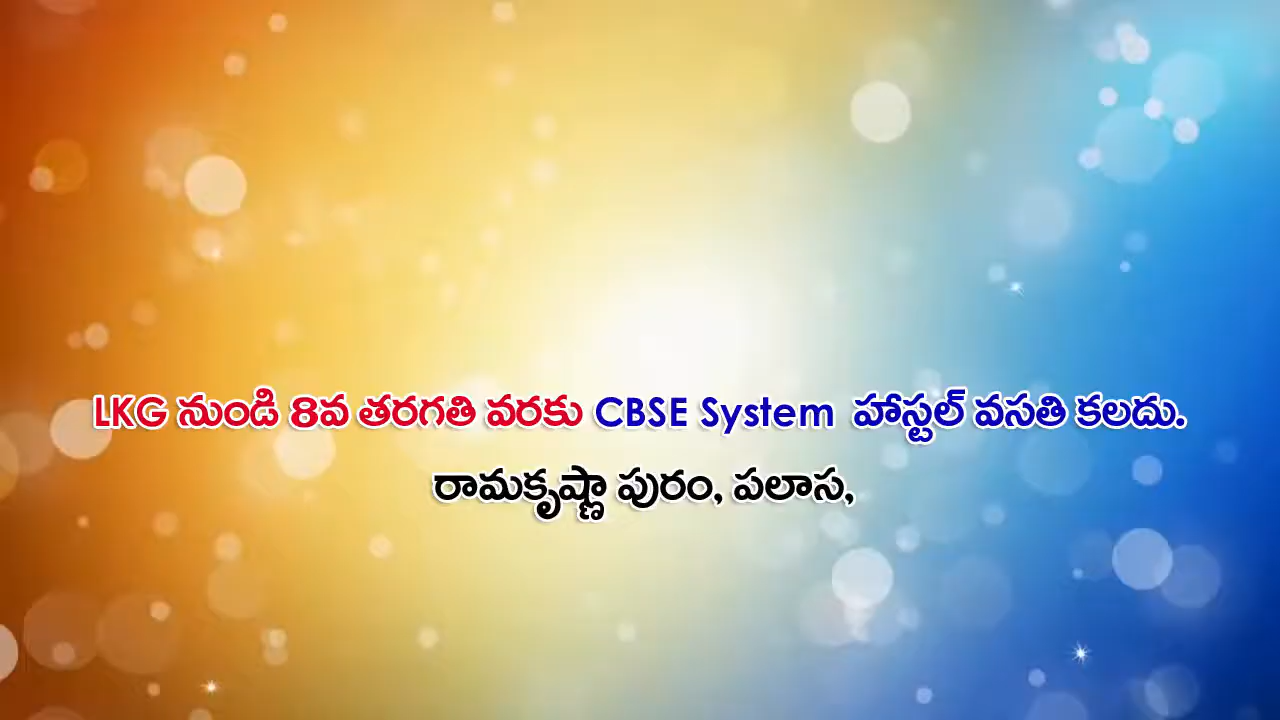 LKG నుండి 8వ తరగతి వరకు CBSE System హాస్టల్ వసతి కలదు.
రామకృష్ణా పురం, పలాస,